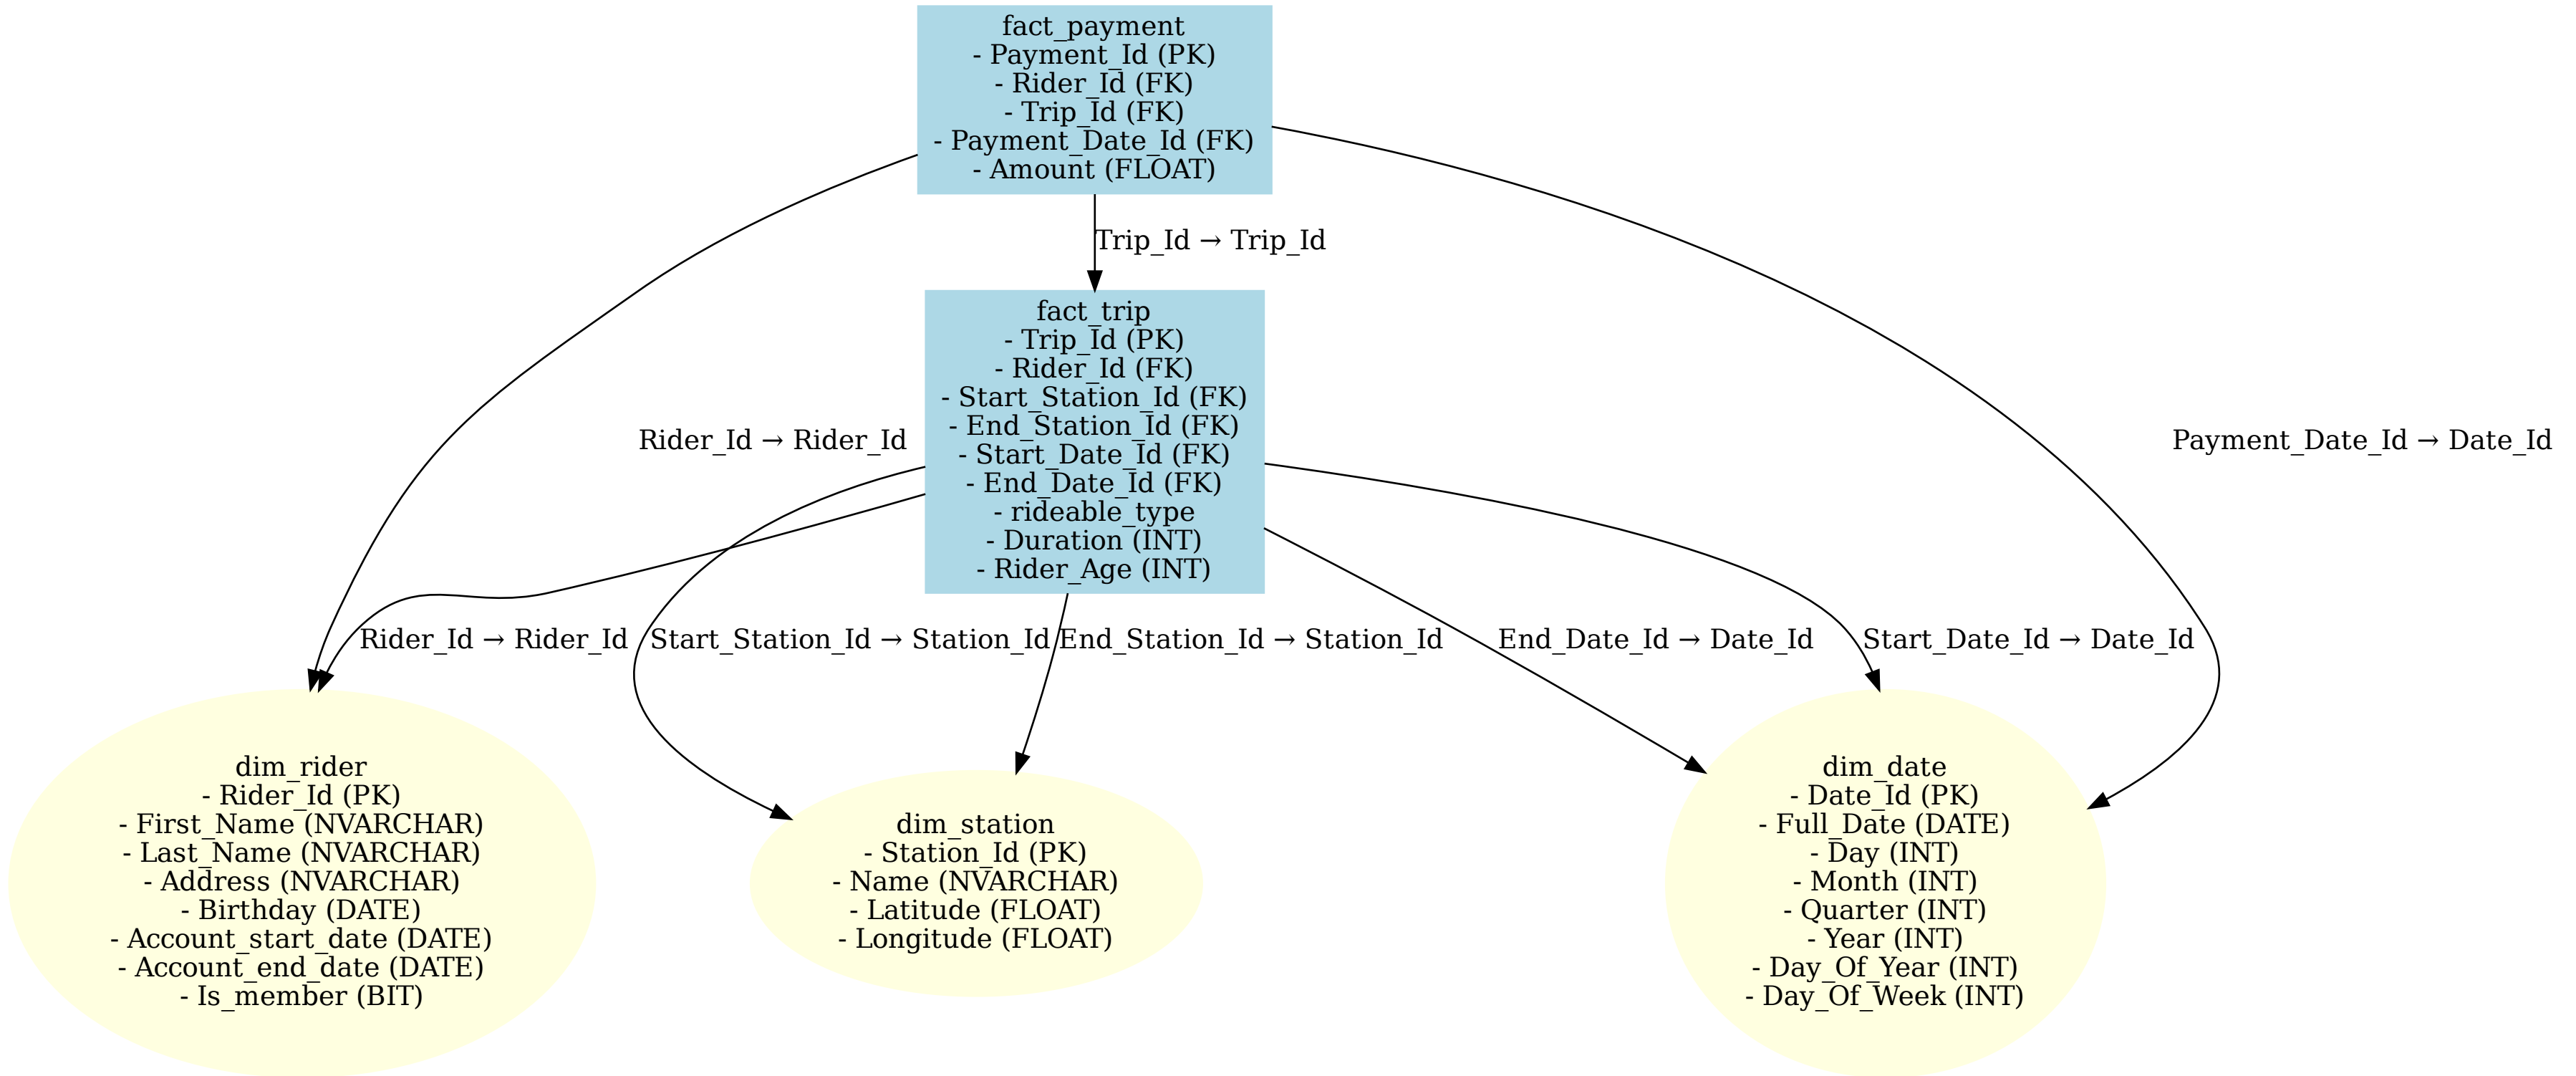 fact_payment
- Payment_Id (PK)
- Rider_Id (FK)
- Trip_Id (FK)
- Payment_Date_Id (FK)
- Amount (FLOAT)
Trip_Id → Trip_Id
fact_trip
- Trip_Id (PK)
- Rider_Id (FK)
- Start_Station_Id (FK)
- End_Station_Id (FK)
- Start_Date_Id (FK)
- End_Date_Id (FK)
- rideable_type
- Duration (INT)
- Rider_Age (INT)
Rider_Id → Rider_Id
Payment_Date_Id → Date_Id
Rider_Id → Rider_Id
Start_Station_Id → Station_Id
End_Station_Id → Station_Id
End_Date_Id → Date_Id
Start_Date_Id → Date_Id
dim_rider
- Rider_Id (PK)
- First_Name (NVARCHAR)
- Last_Name (NVARCHAR)
- Address (NVARCHAR)
- Birthday (DATE)
- Account_start_date (DATE)
- Account_end_date (DATE)
- Is_member (BIT)
dim_station
- Station_Id (PK)
- Name (NVARCHAR)
- Latitude (FLOAT)
- Longitude (FLOAT)
dim_date
- Date_Id (PK)
- Full_Date (DATE)
- Day (INT)
- Month (INT)
- Quarter (INT)
- Year (INT)
- Day_Of_Year (INT)
- Day_Of_Week (INT)